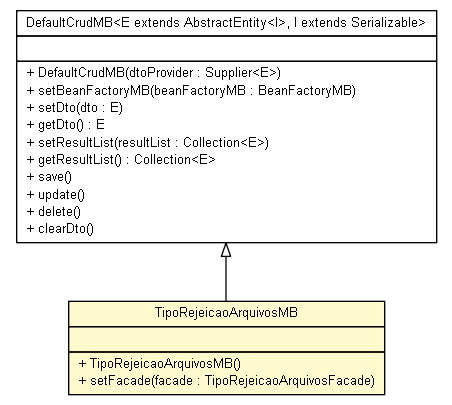 DefaultCrudMB<E extends AbstractEntity<I>, I extends Serializable>
+ DefaultCrudMB(dtoProvider : Supplier<E>)
+ setBeanFactoryMB(beanFactoryMB : BeanFactoryMB)
+ setDto(dto : E)
+ getDto() : E
+ setResultList(resultList : Collection<E>)
+ getResultList() : Collection<E>
+ save()
+ update()
+ delete()
+ clearDto()
TipoRejeicaoArquivosMB
+ TipoRejeicaoArquivosMB()
+ setFacade(facade : TipoRejeicaoArquivosFacade)